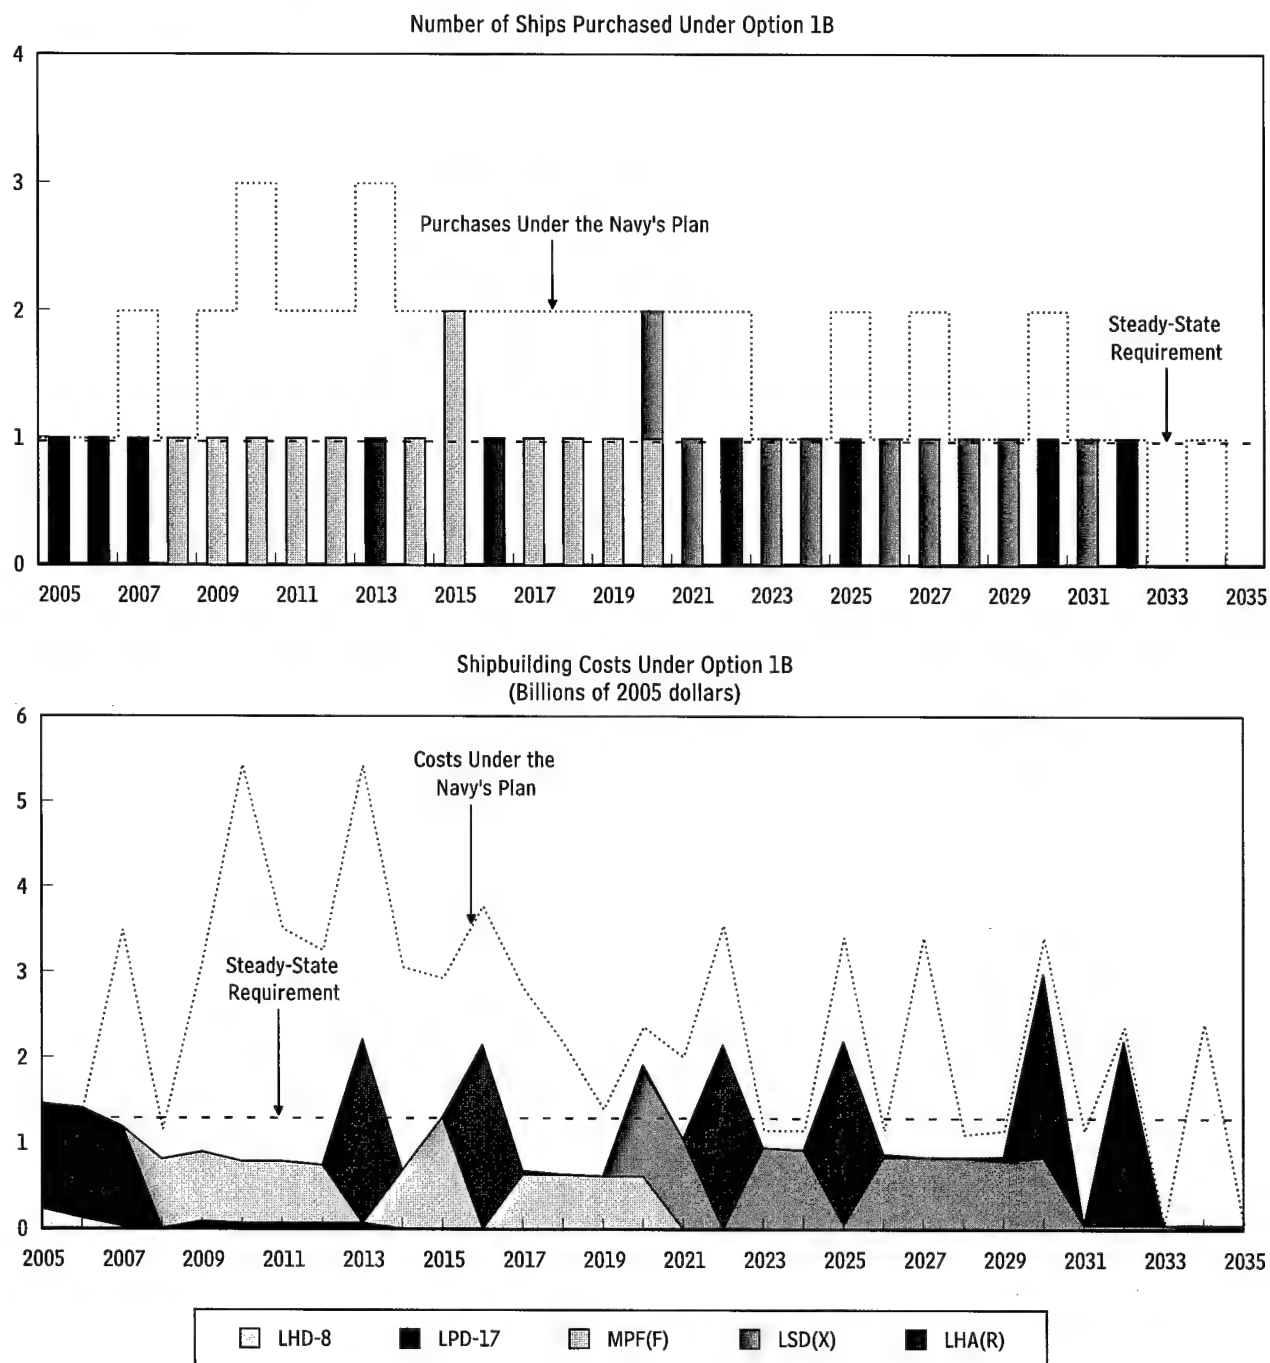 Number of Ships Purchased Under Option 1B
4
3
Purchases Under the Navy's Plan
2
Steady-State
Requirement
1
0
2005 2007 2009 2011 2013 2015 2017 2019 2021 2023 2025 2027 2029 2031 2033 2035
Shipbuilding Costs Under Option 1B
(Billions of 2005 dollars)
6
Costs Under the
Navy's Plan
5
4
3
Steady-State
Requirement
2
1
0
2005 2007 2009 2011 2013 2015 2017 2019 2021 2023 2025 2027 2029 2031 2033 2035
LHD-8 LPD-17 MPF(F) LSD(X) LHA(R)